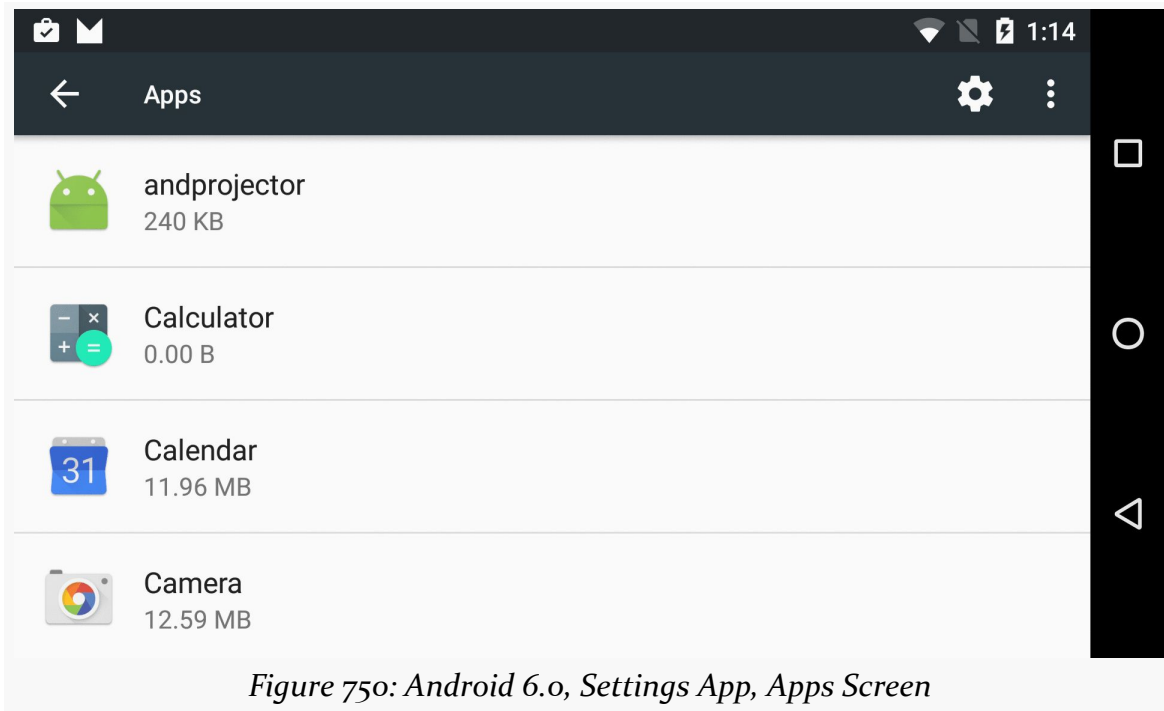 1:14
Apps
andprojector
240 KB
Calculator
0.00 B
31
Calendar
11.96 MB
Camera
12.59 MB
Figure 750: Android 6.0, Settings App, Apps Screen